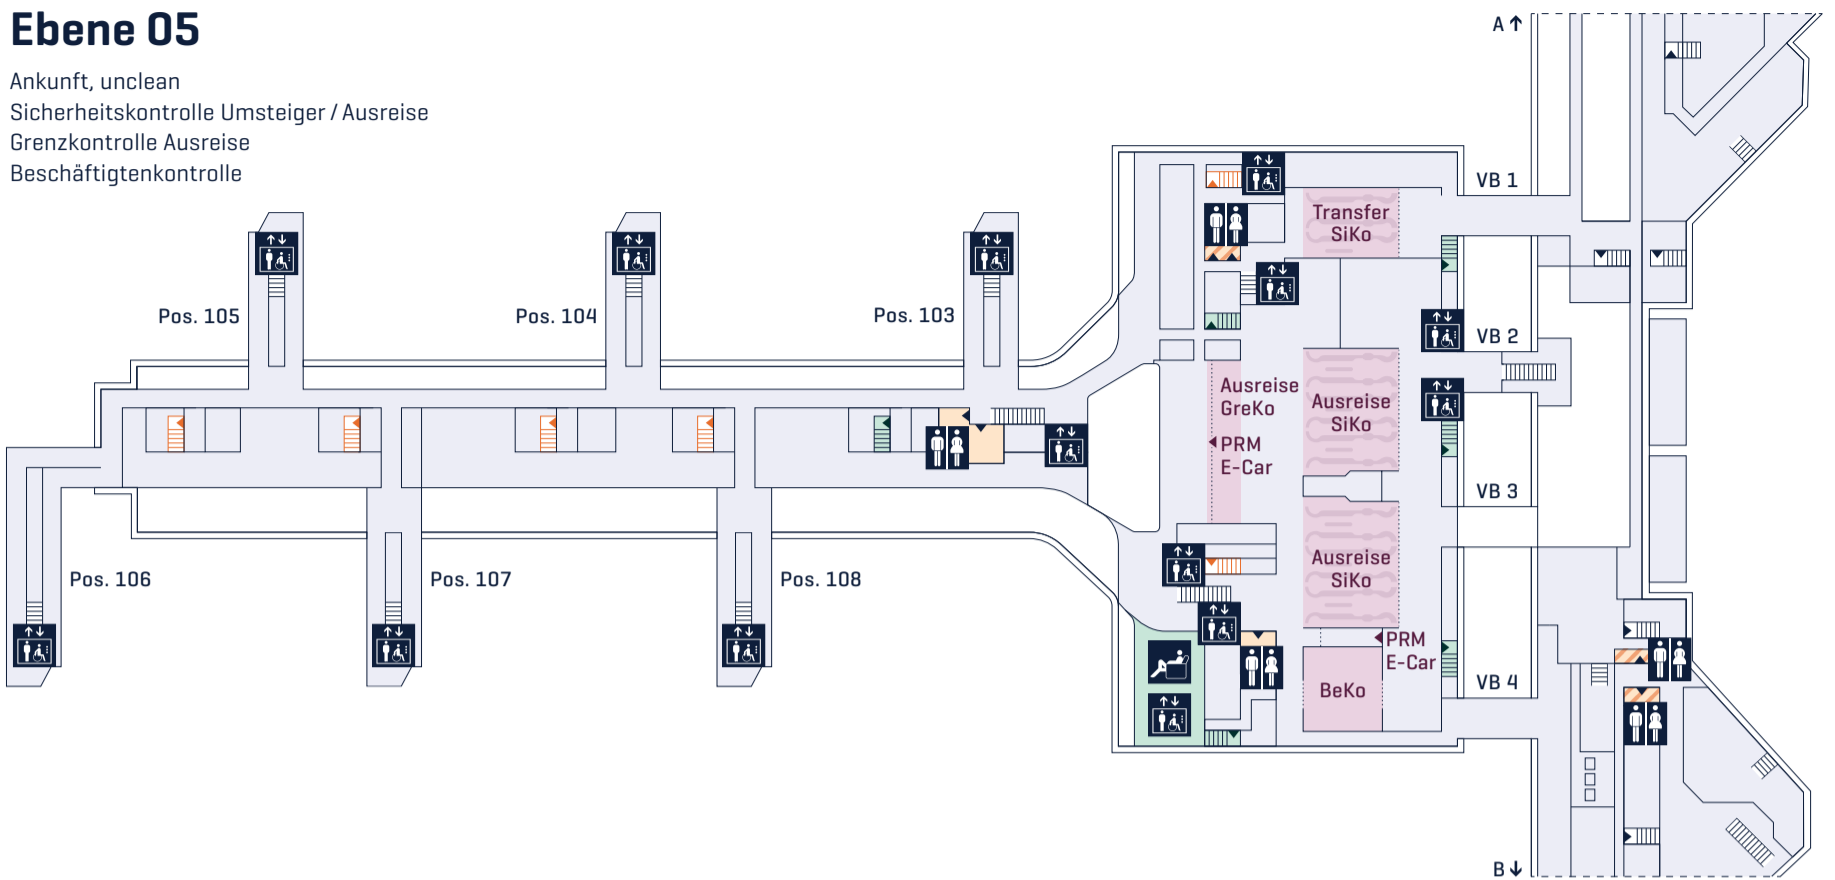 Ebene 05
Ankunft, unclean
Sicherheitskontrolle Umsteiger / Ausreise
Grenzkontrolle Ausreise
Beschäftigtenkontrolle
A ↑
VB 1
Transfer
SiKo
Pos. 105
Pos. 104
Pos. 103
VB 2
Ausreise
GreKo
Ausreise
SiKo
PRM
E-Car
VB 3
Ausreise
SiKo
Pos. 106
Pos. 107
Pos. 108
PRM
E-Car
BeKo
VB 4
B ↓